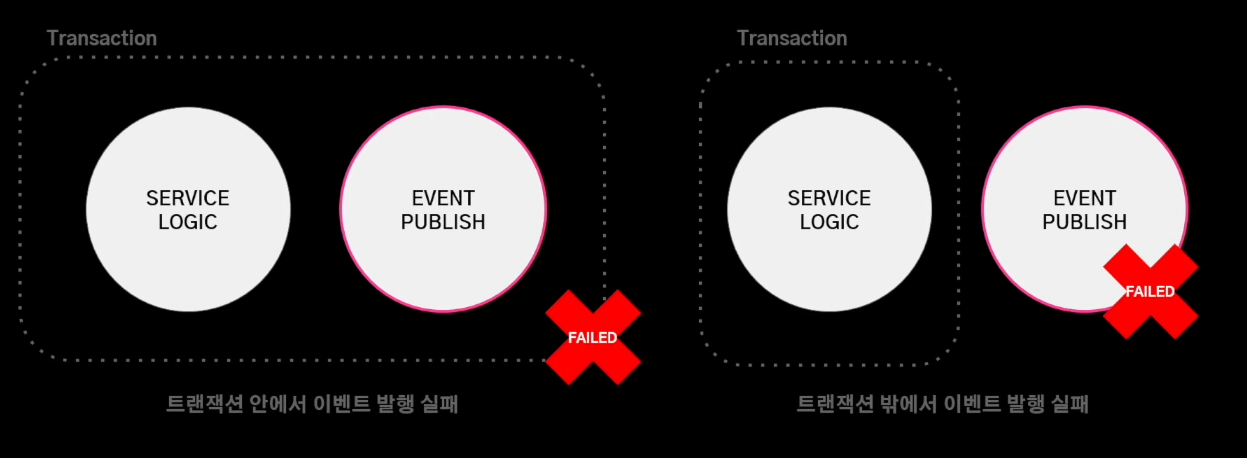 Transaction
SERVICE
LOGIC
EVENT
PUBLISH
FAILED
트랜잭션 안에서 이벤트 발행 실패
Transaction
SERVICE
LOGIC
EVENT
PUBLISH
FAILED
트랜잭션 밖에서 이벤트 발행 실패